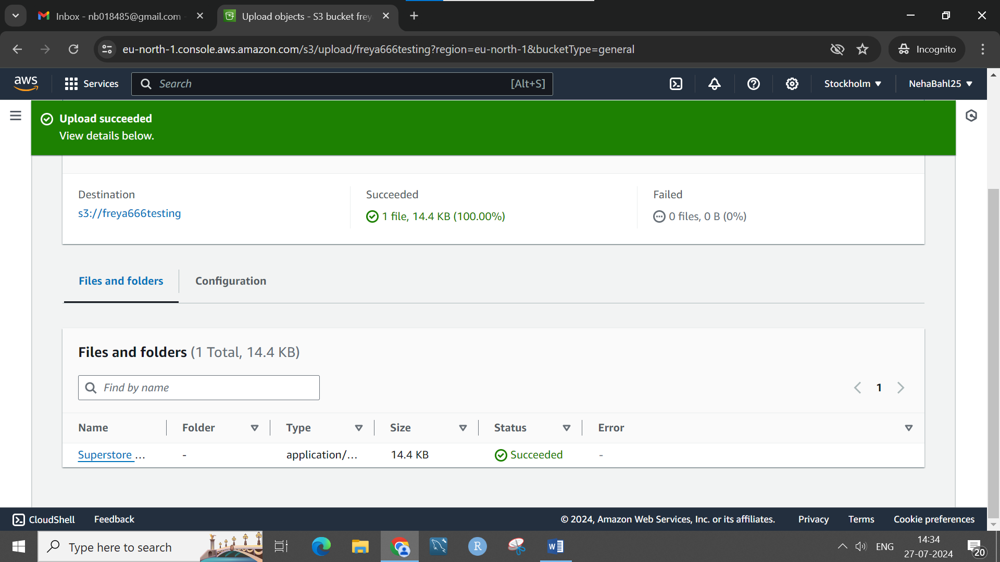 Inbox - nb018485@gmail.com -
Upload objects - S3 bucket frey
eu-north-1.console.aws.amazon.com/s3/upload/freya666testing?region=eu-north-1&bucketType=general
Incognito
aws
Services
Search
[Alt+S]
Stockholm
NehaBahl25
Upload succeeded
View details below.
Destination
Succeeded
Failed
s3://freya666testing
1 file, 14.4 KB (100.00%)
0 files, 0 B (0%)
Files and folders
Configuration
Files and folders (1 Total, 14.4 KB)
Find by name
1
Name
Folder
Type
Size
Status
Error
Superstore ...
-
application/...
14.4 KB
Succeeded
-
CloudShell
Feedback
© 2024, Amazon Web Services, Inc. or its affiliates.
Privacy
Terms
Cookie preferences
Type here to search
R
W
ENG
14:34
27-07-2024
20